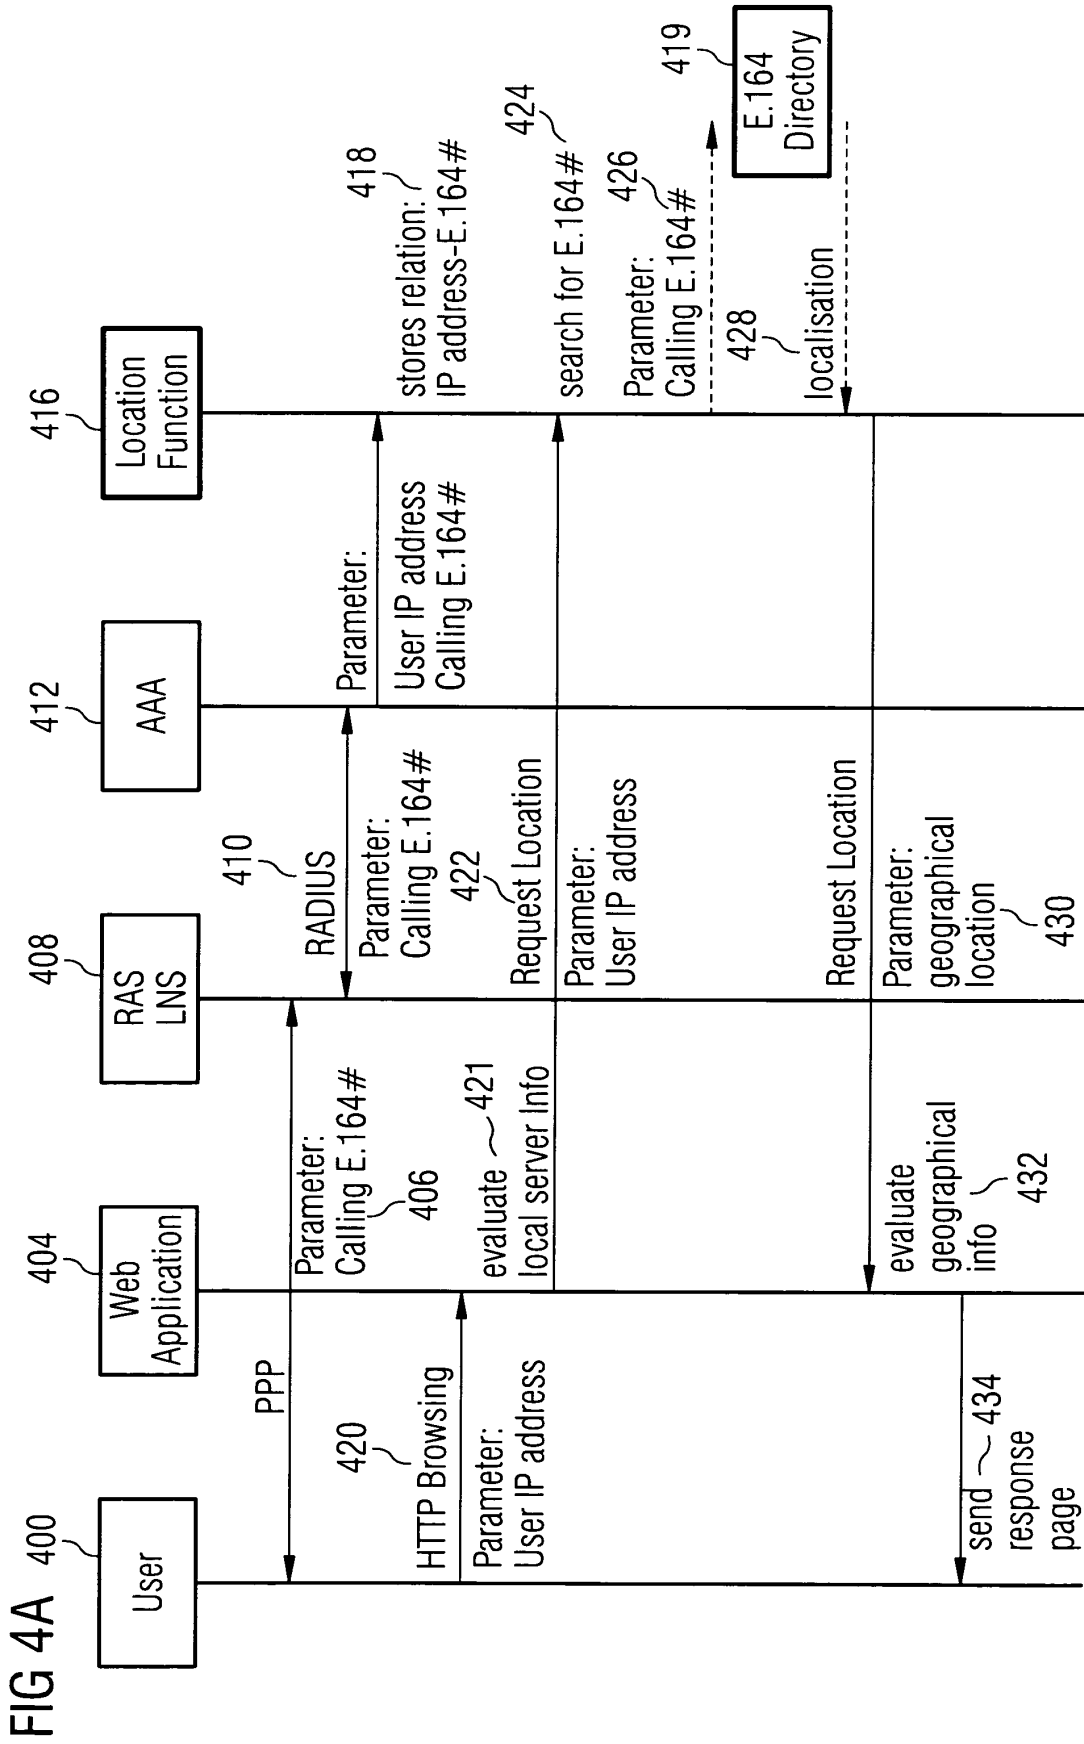 FIG 4A
400
User
404
Web
Application
408
RAS
LNS
412
AAA
416
Location
Function
PPP
Parameter:
Calling E.164#
406
410
RADIUS
Parameter:
Calling E.164#
Parameter:
User IP address
Calling E.164#
stores relation:
IP address-E.164#
418
420
HTTP Browsing
Parameter:
User IP address
evaluate
local server Info
421
422
Request Location
Parameter:
User IP address
search for E.164#
424
Parameter:
Calling E.164#
426
419
E.164
Directory
428
localisation
Request Location
Parameter:
geographical
location
430
evaluate
geographical
info
432
send
response
page
434